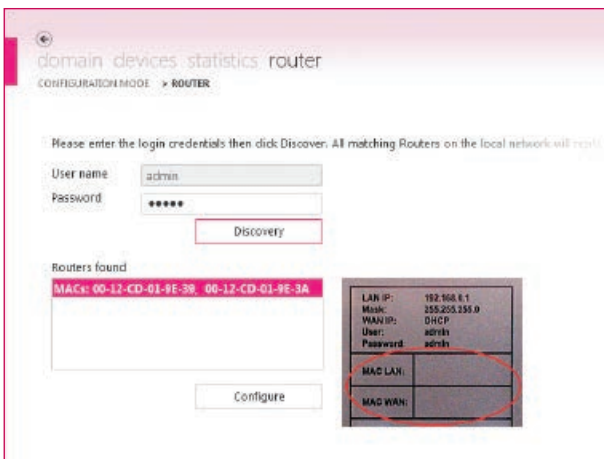 domain devices statistics router
CONFIGURATION MODE > ROUTER
Please enter the login credentials then click Discover. All matching Routers on the local network will
User name
admin
Password
•••••
Discovery
Routers found
MACs: 00-12-CD-01-9E-39, 00-12-CD-01-9E-3A
Configure
LAN IP: 192.168.0.1
Mask: 255.255.255.0
WAN IP: DHCP
User: admin
Password: admin
MAC LAN:
MAC WAN: